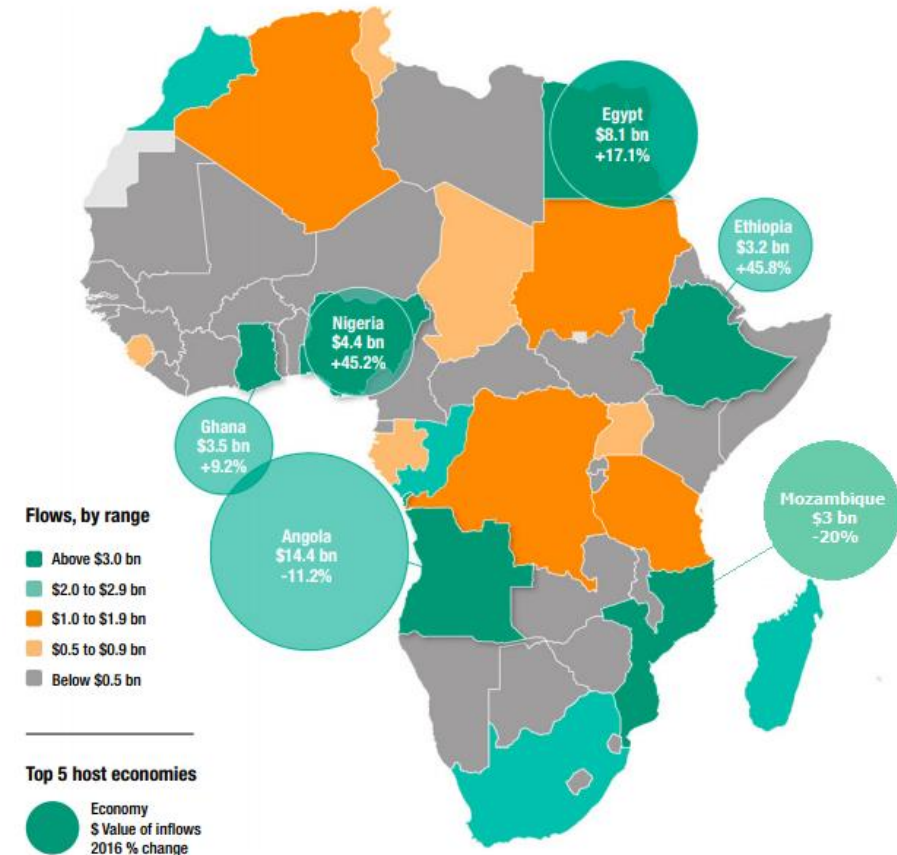 Egypt
$8.1 bn
+17.1%
Ethiopia
$3.2 bn
+45.8%
Nigeria
$4.4 bn
+45.2%
Ghana
$3.5 bn
+9.2%
Angola
$14.4 bn
-11.2%
Mozambique
$3 bn
-20%
Flows, by range
Above $3.0 bn
$2.0 to $2.9 bn
$1.0 to $1.9 bn
$0.5 to $0.9 bn
Below $0.5 bn
Top 5 host economies
Economy
$ Value of inflows
2016 % change